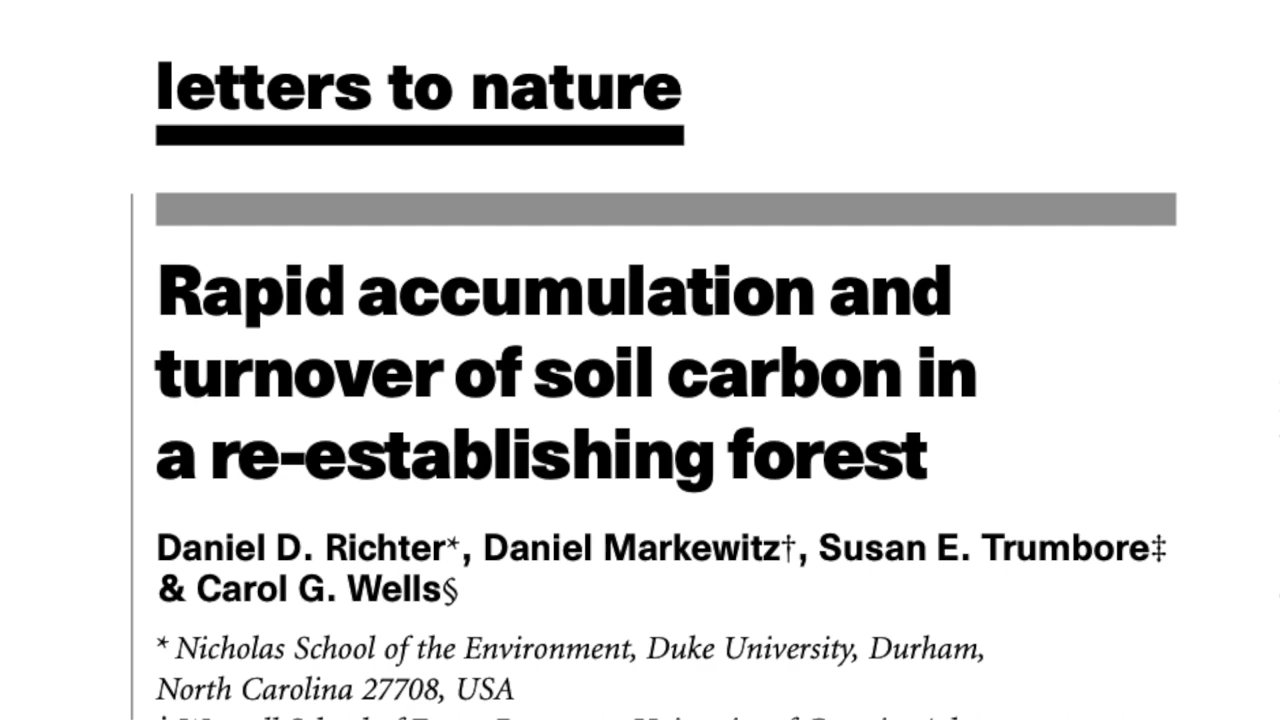 letters to nature
Rapid accumulation and
turnover of soil carbon in
a re-establishing forest
Daniel D. Richter*, Daniel Markewitz†, Susan E. Trumbore‡
& Carol G. Wells§
* Nicholas School of the Environment, Duke University, Durham,
North Carolina 27708, USA